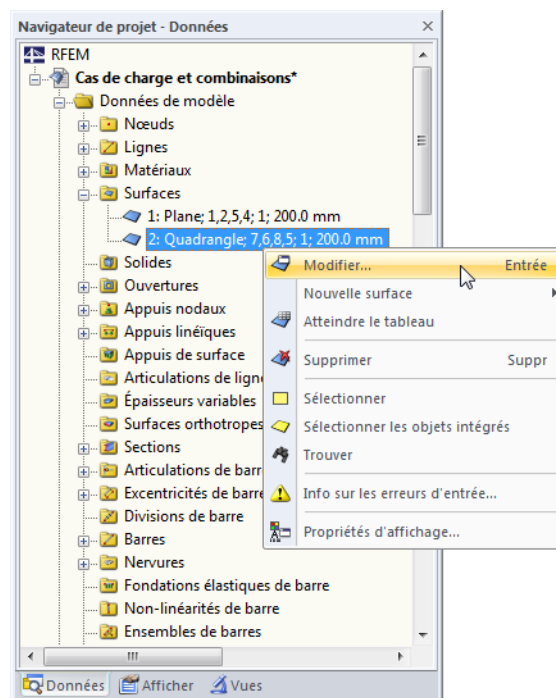 Navigateur de projet - Données
RFEM
Cas de charge et combinaisons*
Données de modèle
Nœuds
Lignes
Matériaux
Surfaces
1: Plane; 1,2,5,4; 1; 200.0 mm
2: Quadrangle; 7,6,8,5; 1; 200.0 mm
Solides
Ouvertures
Appuis nodaux
Appuis linéïques
Appuis de surface
Articulations de ligne
Épaisseurs variables
Surfaces orthotropes
Sections
Articulations de barr
Excentricités de barre
Divisions de barre
Barres
Nervures
Fondations élastiques de barre
Non-linéarités de barre
Ensembles de barres
Modifier... Entrée
Nouvelle surface
Atteindre le tableau
Supprimer Suppr
Sélectionner
Sélectionner les objets intégrés
Trouver
Info sur les erreurs d'entrée...
Propriétés d'affichage...
Données Afficher Vues